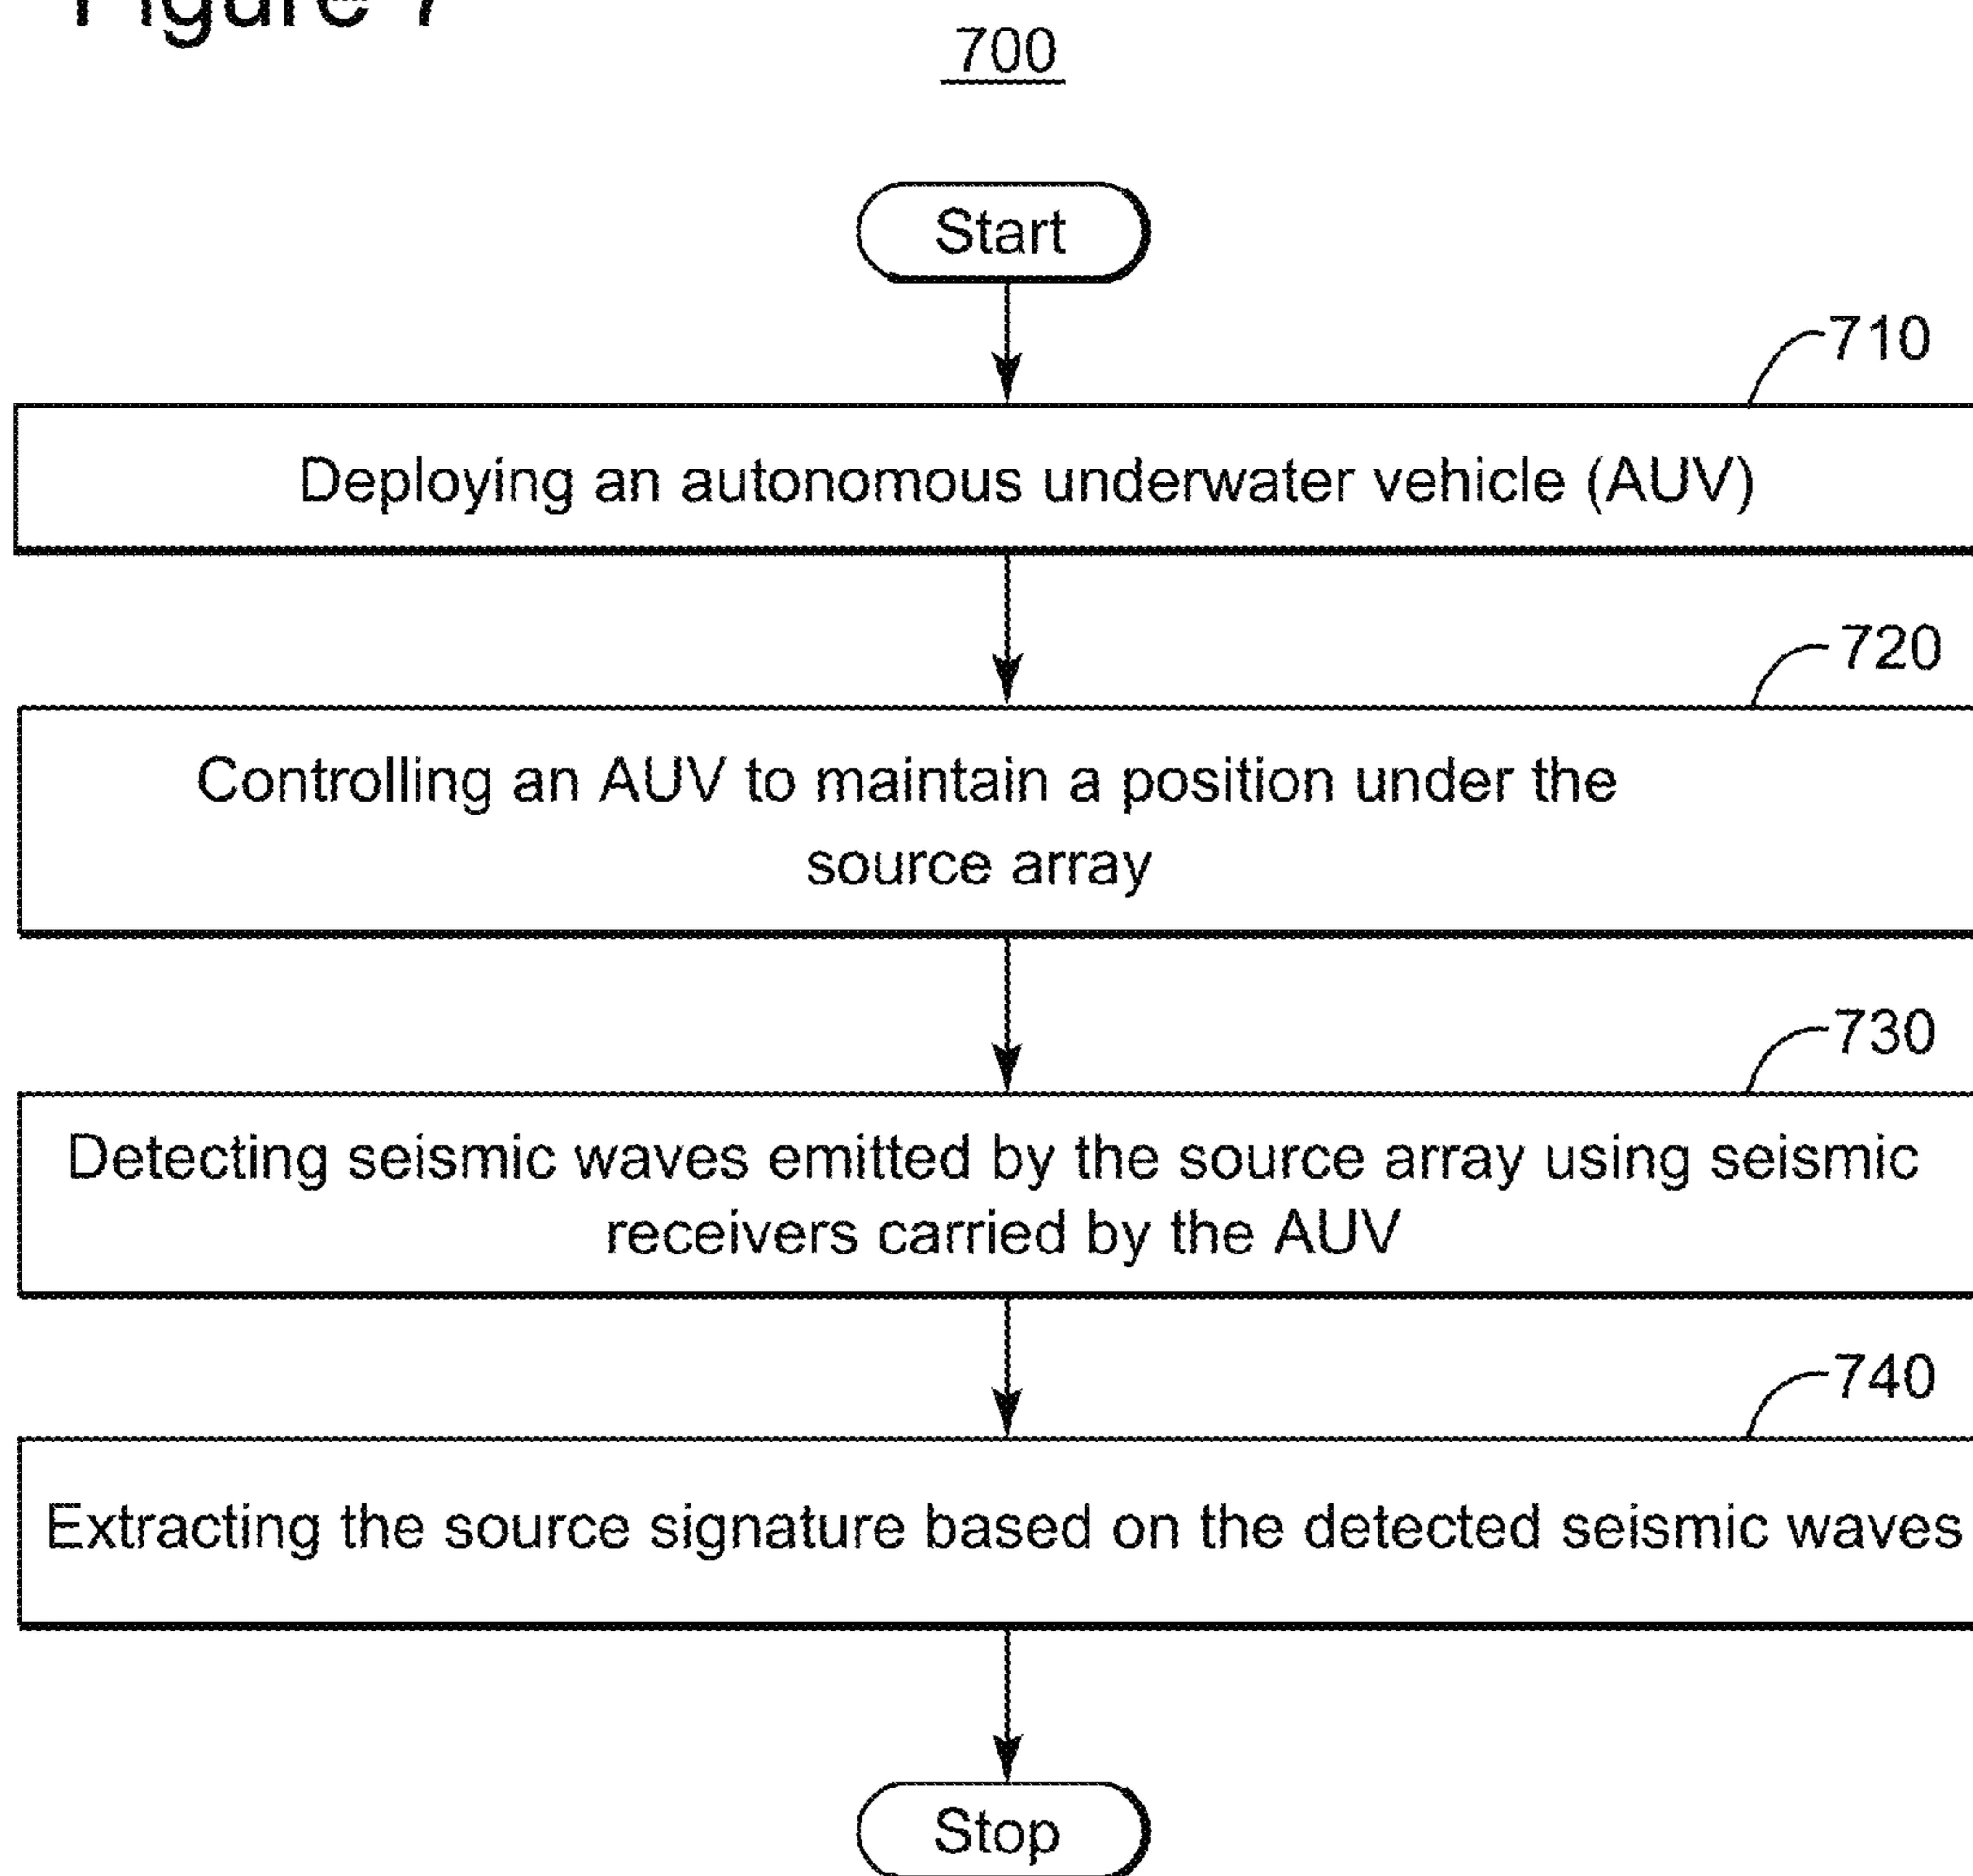 Figure 7
700
Start
710
Deploying an autonomous underwater vehicle (AUV)
720
Controlling an AUV to maintain a position under the
source array
730
Detecting seismic waves emitted by the source array using seismic
receivers carried by the AUV
740
Extracting the source signature based on the detected seismic waves
Stop